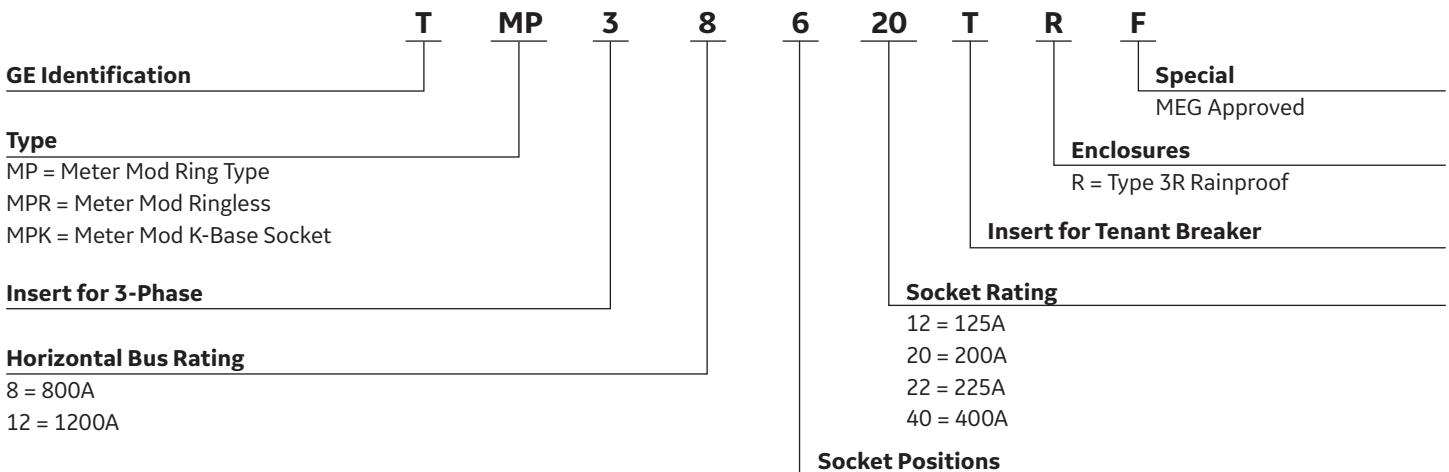 T MP 3 8 6 20 T R F
GE Identification
Type
MP = Meter Mod Ring Type
MPR = Meter Mod Ringless
MPK = Meter Mod K-Base Socket
Insert for 3-Phase
Horizontal Bus Rating
8 = 800A
12 = 1200A
Special
MEG Approved
Enclosures
R = Type 3R Rainproof
Insert for Tenant Breaker
Socket Rating
12 = 125A
20 = 200A
22 = 225A
40 = 400A
Socket Positions